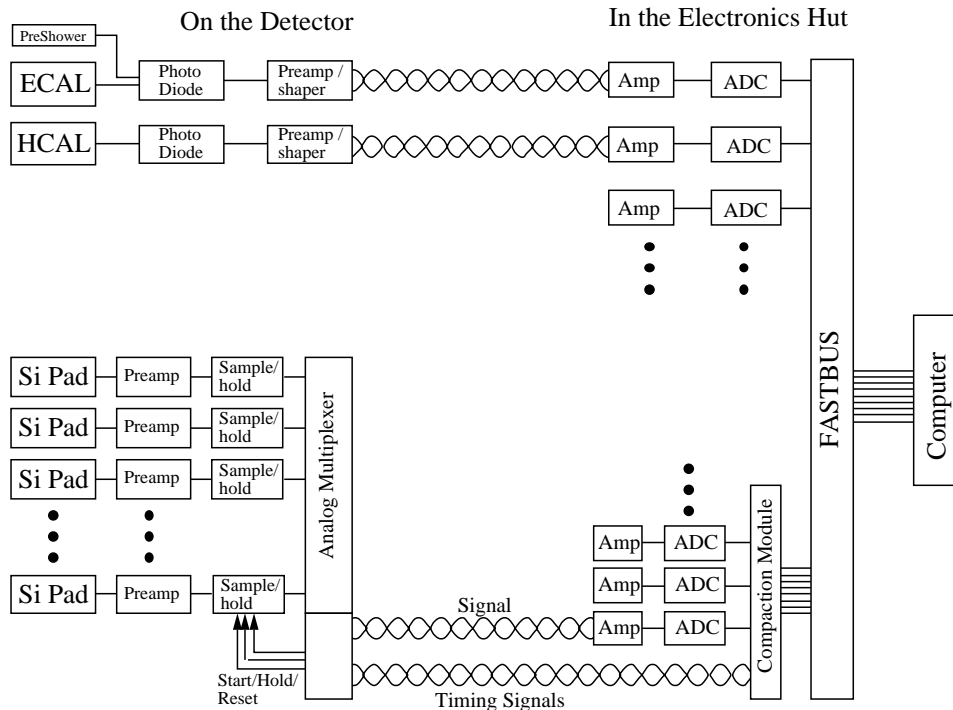 On the Detector
In the Electronics Hut
PreShower
ECAL
Photo
Diode
Preamp /
shaper
Amp
ADC
HCAL
Photo
Diode
Preamp /
shaper
Amp
ADC
Amp
ADC
FASTBUS
Computer
Si Pad
Preamp
Sample/
hold
Analog Multiplexer
Si Pad
Preamp
Sample/
hold
Si Pad
Preamp
Sample/
hold
Si Pad
Preamp
Sample/
hold
Amp
ADC
Compaction Module
Amp
ADC
Signal
Amp
ADC
Start/Hold/
Reset
Timing Signals